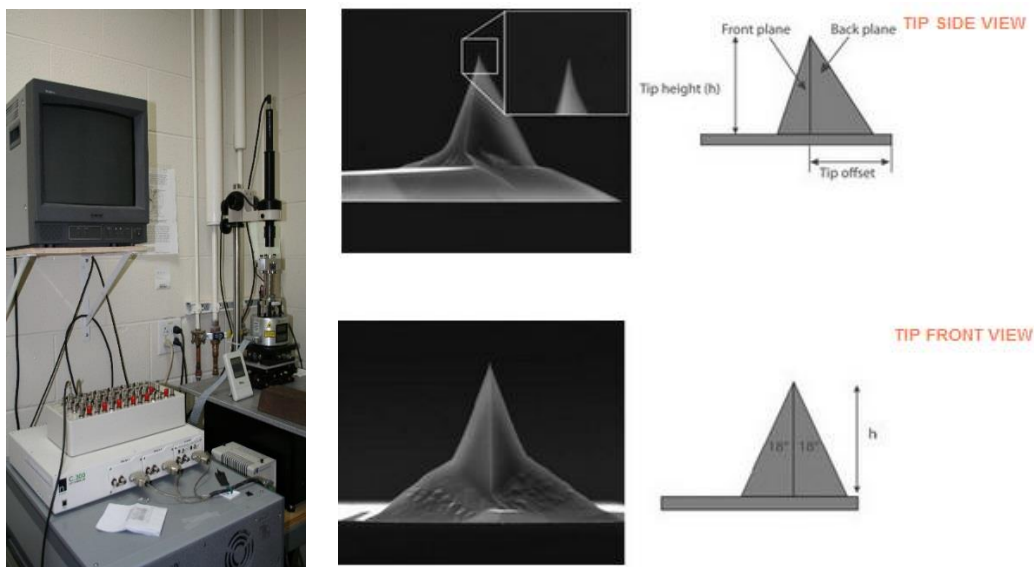 TIP SIDE VIEW
Front plane
Back plane
Tip height (h)
Tip offset
TIP FRONT VIEW
18°
18°
h